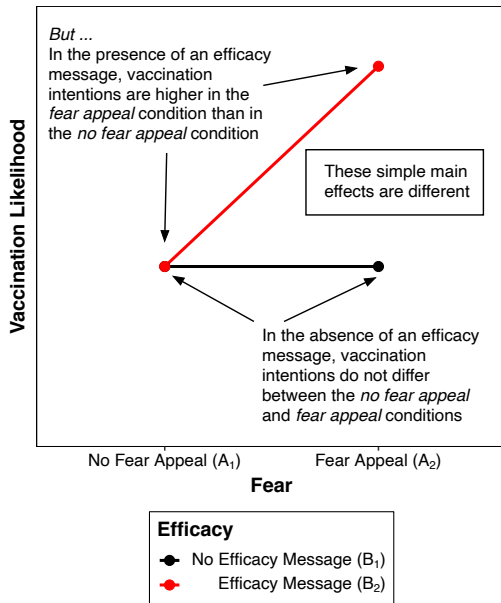 But ...
In the presence of an efficacy
message, vaccination
intentions are higher in the
fear appeal condition than in
the no fear appeal condition
These simple main
effects are different
Vaccination Likelihood
In the absence of an efficacy
message, vaccination
intentions do not differ
between the no fear appeal
and fear appeal conditions
No Fear Appeal (A₁)
Fear Appeal (A₂)
Fear
Efficacy
No Efficacy Message (B₁)
Efficacy Message (B₂)